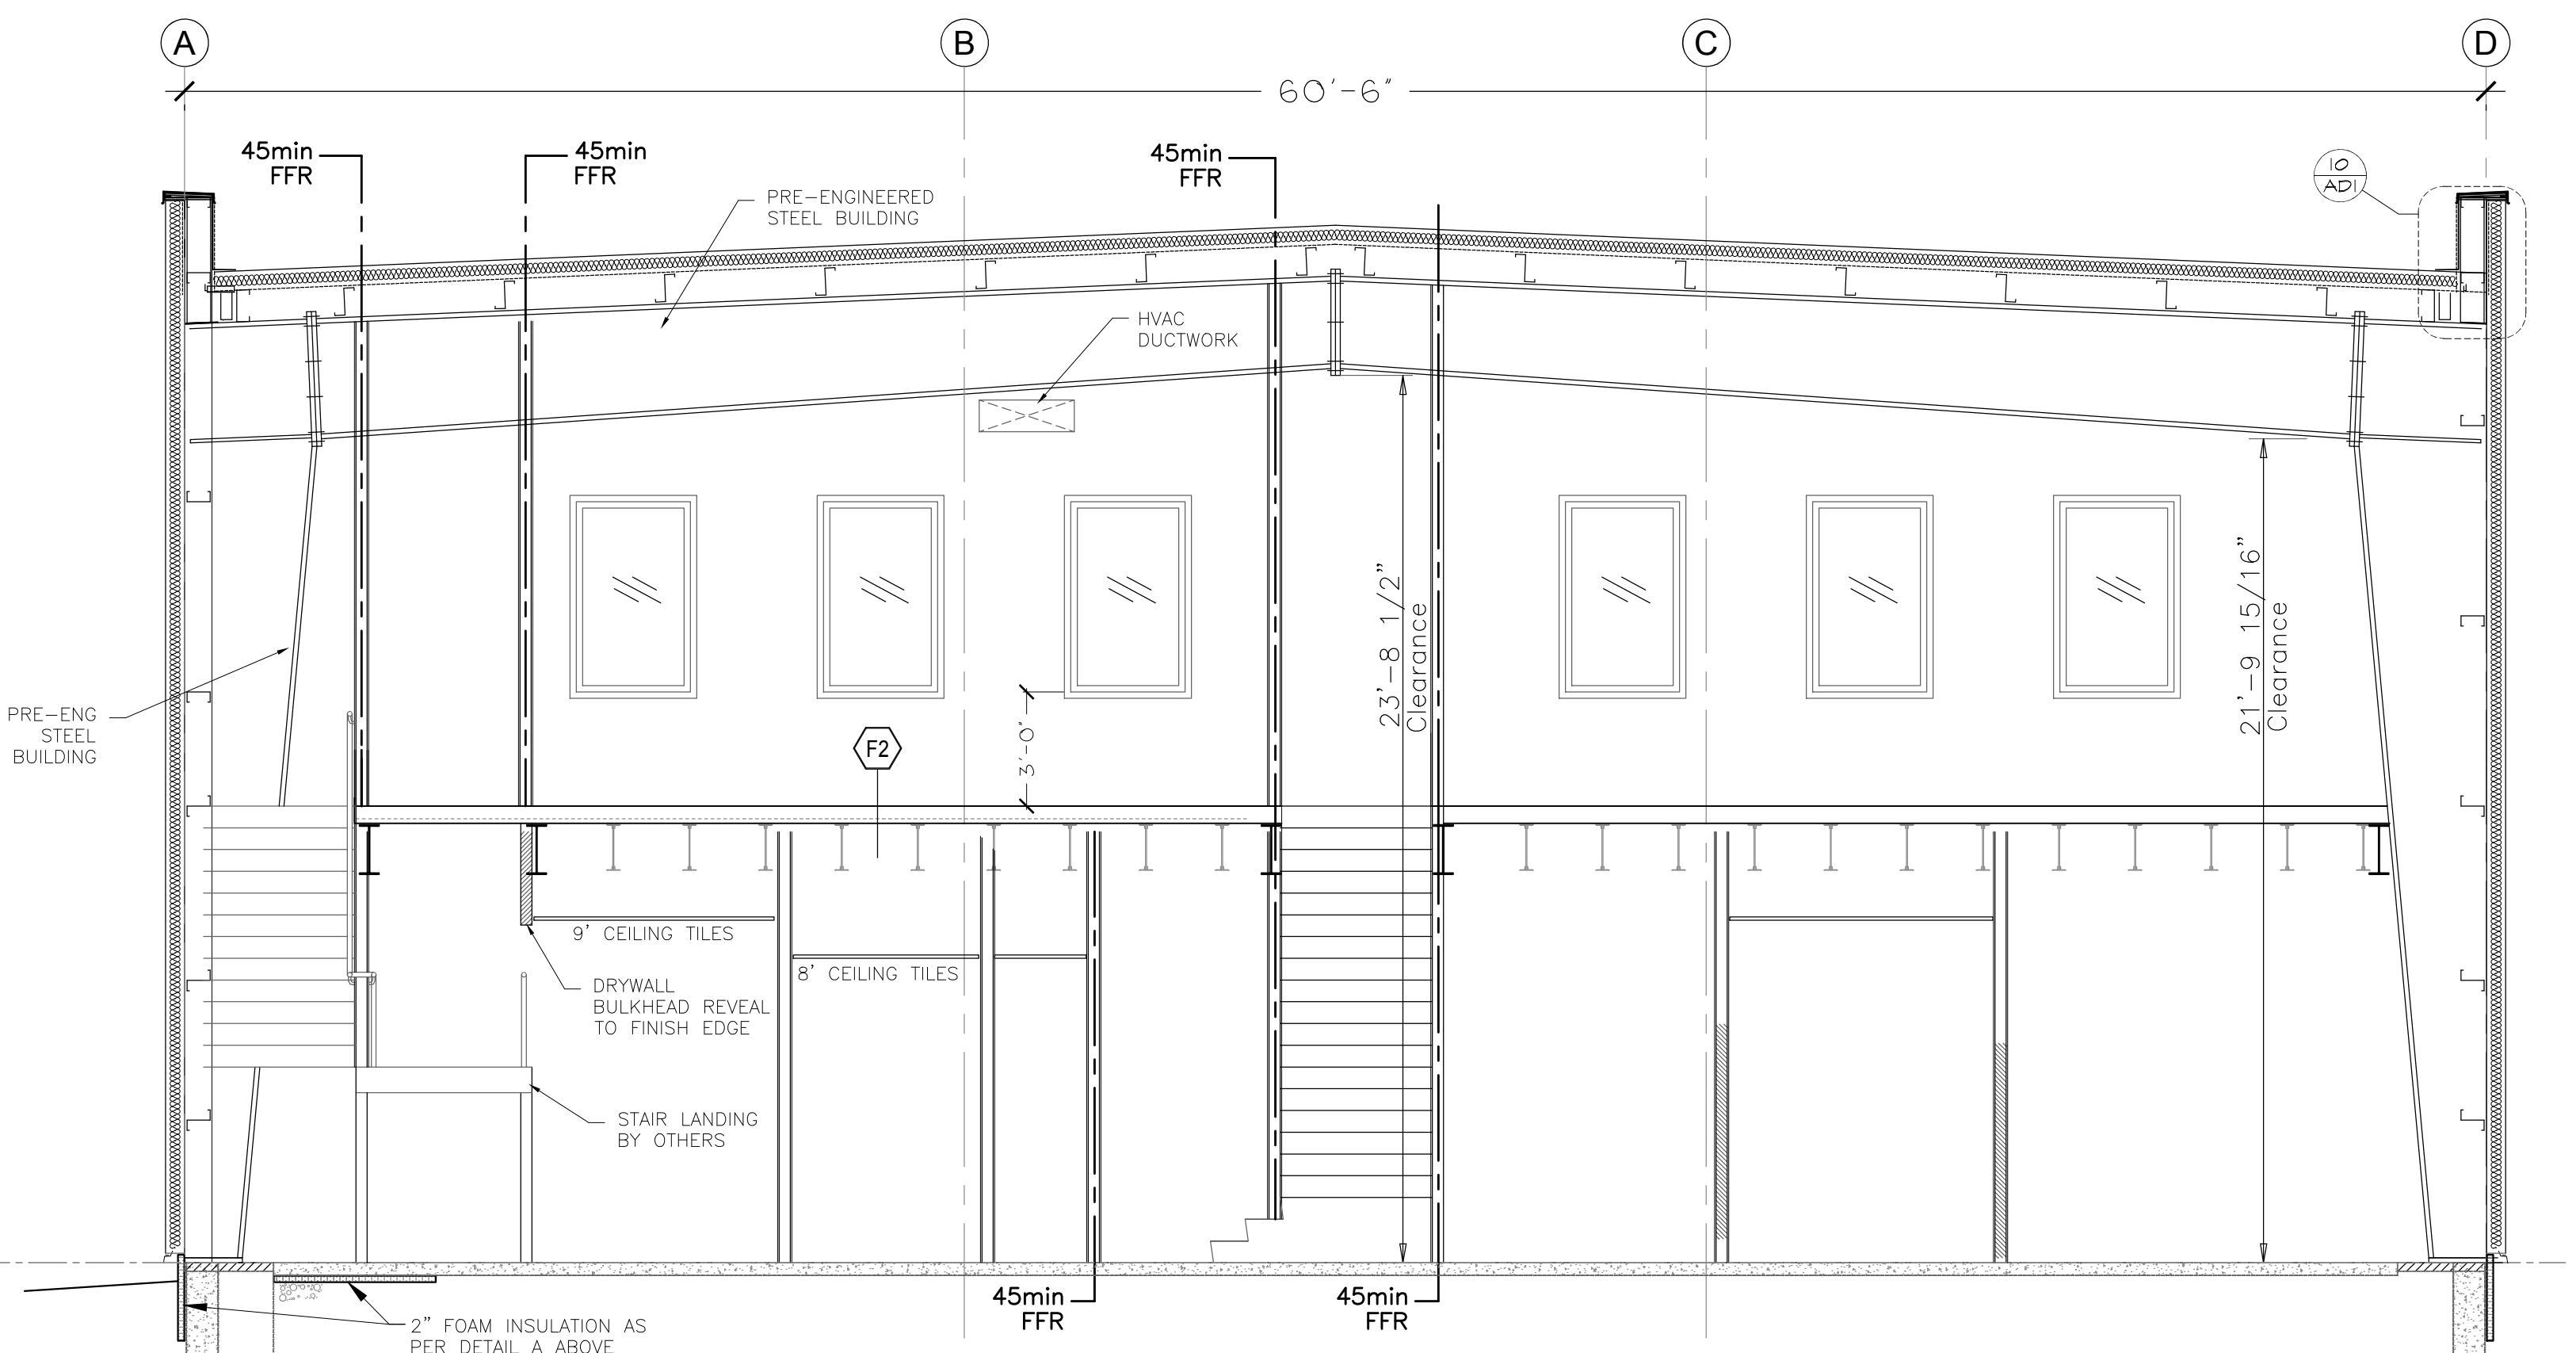 A
B
C
D
60'-6"
45min
FFR
45min
FFR
45min
FFR
10
AD1
PRE-ENGINEERED
STEEL BUILDING
HVAC
DUCTWORK
23'-8 1/2"
Clearance
21'-9 15/16"
Clearance
PRE-ENG
STEEL
BUILDING
F2
3'-0"
9' CEILING TILES
8' CEILING TILES
DRYWALL
BULKHEAD REVEAL
TO FINISH EDGE
STAIR LANDING
BY OTHERS
45min
FFR
45min
FFR
2" FOAM INSULATION AS
PER DETAIL A ABOVE